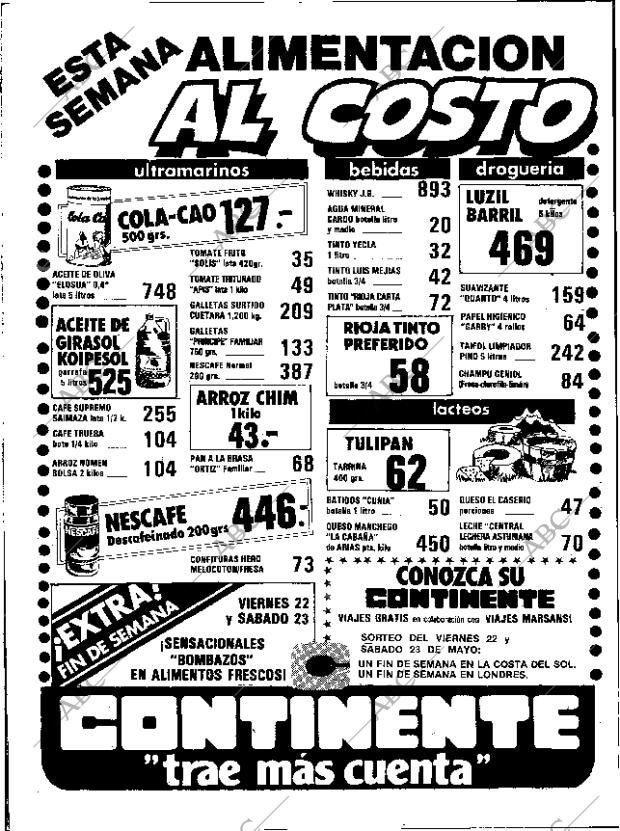 ESTA SEMANA
ALIMENTACION
AL COSTO
ultramarinos
COLA-CAO 127.-
500 grs.
ACEITE DE OLIVA
"ELOSUA" 0,4°
lata 5 litros 748
ACEITE DE
GIRASOL
KOIPESOL
garrafa
5 litros 525
CAFE SUPREMO
SAIMAZA lata 1/2 k. 255
CAFE TRUEBA
bote 1/4 kilo 104
ARROZ NOMEN
BOLSA 2 kilos 104
TOMATE FRITO
"SOLIS" lata 420gr. 35
TOMATE TRITURADO
"APIS" lata 1 kilo 49
GALLETAS SURTIDO
CUETARA 1,200 kg. 209
GALLETAS
"PRINCIPE" FAMILIAR
750 grs. 133
NESCAFE Normal
200 grs. 387
ARROZ CHIM
1 kilo
43.-
PAN A LA BRASA
"ORTIZ" Familiar 68
NESCAFE 446.-
Descafeinado 200grs
CONFITURAS HERO
MELOCOTON/FRESA 73
bebidas
WHISKY J.B. 893
AGUA MINERAL
CARDO botella litro
y medio 20
TINTO YECLA
1 litro 32
TINTO LUIS MEJIAS
botella 3/4 42
TINTO "RIOJA CARTA
PLATA" botella 3/4 72
RIOJA TINTO
PREFERIDO
botella 3/4 58
drogueria
LUZIL
BARRIL
detergente
5 kilos
469
SUAVIZANTE
"QUANTO" 4 litros 159
PAPEL HIGIENICO
"GARBY" 4 rollos 64
TAIFOL LIMPIADOR
PINO 5 litros 242
CHAMPU GENIOL
84
lacteos
TULIPAN
TARRINA
400 grs. 62
BATIDOS "CUNIA"
botella 1 litro 50
QUESO MANCHEGO
"LA CABAÑA"
de ARIAS pta. kilo 450
QUESO EL CASERIO
porciones 47
LECHE "CENTRAL
LECHERA ASTURIANA
botella litro y medio 70
¡EXTRA!
FIN DE SEMANA
VIERNES 22
y SABADO 23
¡SENSACIONALES
"BOMBAZOS"
EN ALIMENTOS FRESCOS!
CONOZCA SU
CONTINENTE
VIAJES GRATIS en colaboración con VIAJES MARSANS!
SORTEO DEL VIERNES 22 y
SABADO 23 DE MAYO:
UN FIN DE SEMANA EN LA COSTA DEL SOL.
UN FIN DE SEMANA EN LONDRES.
CONTINENTE
"trae más cuenta"